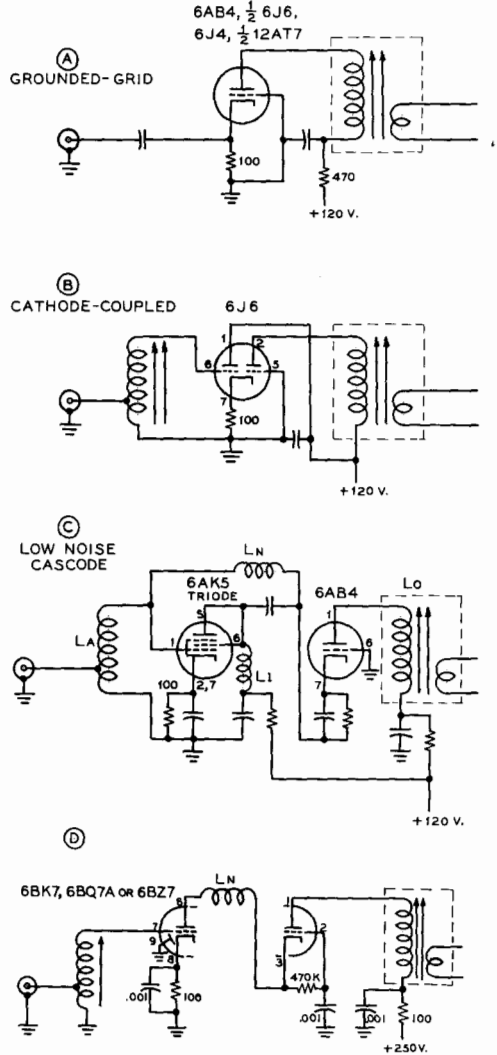 6AB4, ½ 6J6,
6J4, ½ 12AT7
A
GROUNDED-GRID
100
470
+120 V.
B
CATHODE-COUPLED
6J6
1
2
6
5
7
100
+120 V.
C
LOW NOISE
CASCODE
LN
6AK5
TRIODE
6AB4
LO
LA
5
1
6
1
6
L1
100
2,7
7
+120 V.
D
6BK7, 6BQ7A OR 6BZ7
LN
6
1
7
2
9
8
3
470K
.001
100
.001
.001
100
+250V.